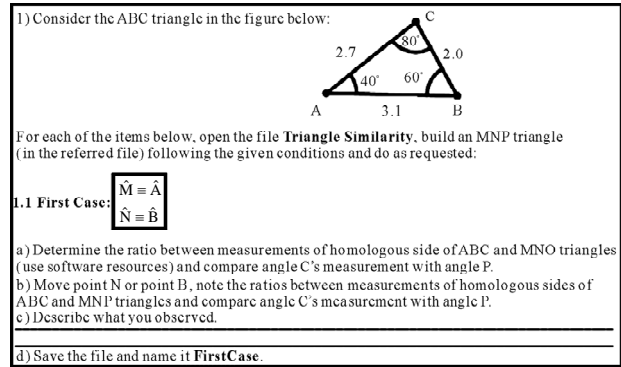 1) Consider the ABC triangle in the figure below:
C
80°
2.7
2.0
40°
60°
A
3.1
B
For each of the items below, open the file Triangle Similarity, build an MNP triangle
(in the referred file) following the given conditions and do as requested:
1.1 First Case:
M̂ ≡ Â
N̂ ≡ B̂
a) Determine the ratio between measurements of homologous side of ABC and MNO triangles
(use software resources) and compare angle C's measurement with angle P.
b) Move point N or point B, note the ratios between measurements of homologous sides of
ABC and MNP triangles and compare angle C's measurement with angle P.
c) Describe what you observed.
d) Save the file and name it FirstCase.